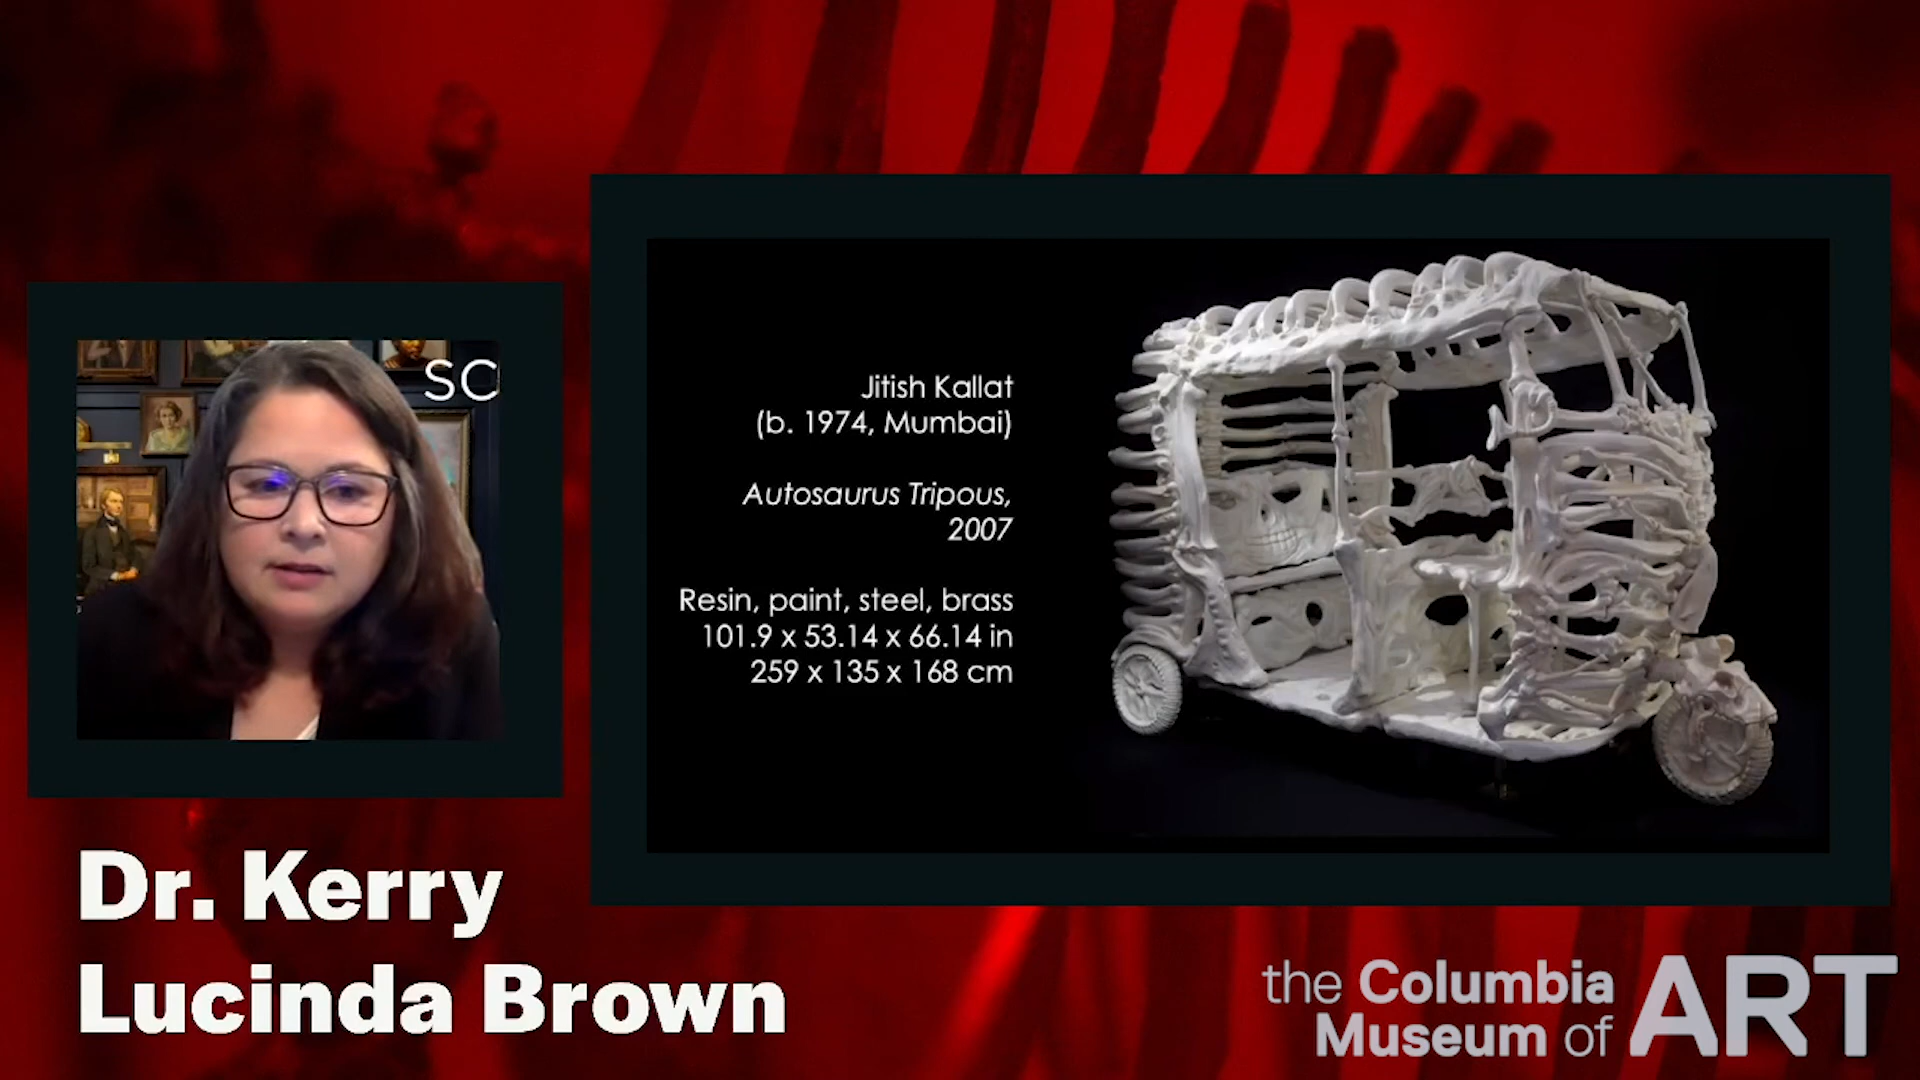 SC
Jitish Kallat
(b. 1974, Mumbai)
Autosaurus Tripous,
2007
Resin, paint, steel, brass
101.9 x 53.14 x 66.14 in
259 x 135 x 168 cm
Dr. Kerry
Lucinda Brown
the Columbia
Museum of ART